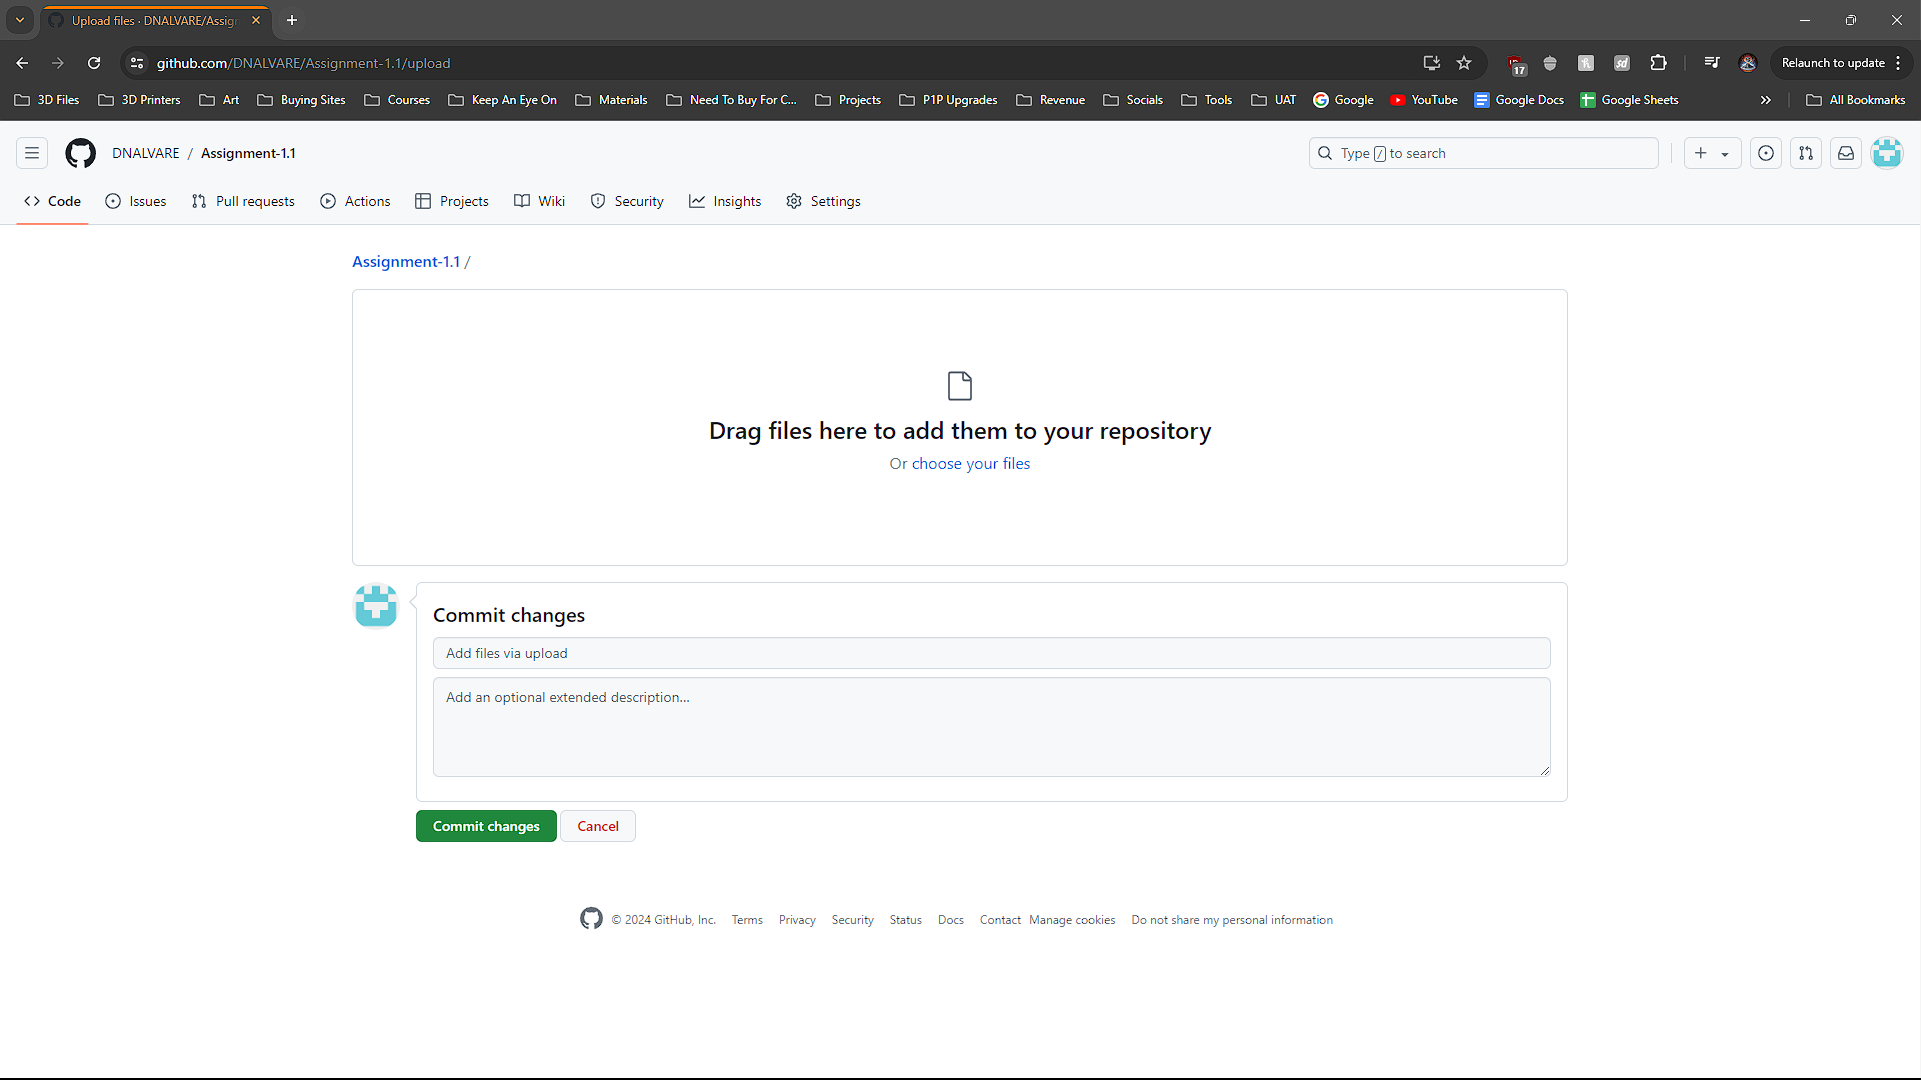 Upload files · DNALVARE/Assig
github.com/DNALVARE/Assignment-1.1/upload
17
Relaunch to update
3D Files
3D Printers
Art
Buying Sites
Courses
Keep An Eye On
Materials
Need To Buy For C...
Projects
P1P Upgrades
Revenue
Socials
Tools
UAT
Google
YouTube
Google Docs
Google Sheets
All Bookmarks
DNALVARE / Assignment-1.1
Type / to search
Code
Issues
Pull requests
Actions
Projects
Wiki
Security
Insights
Settings
Assignment-1.1 /
Drag files here to add them to your repository
Or choose your files
Commit changes
Add files via upload
Add an optional extended description...
Commit changes
Cancel
© 2024 GitHub, Inc.
Terms
Privacy
Security
Status
Docs
Contact
Manage cookies
Do not share my personal information